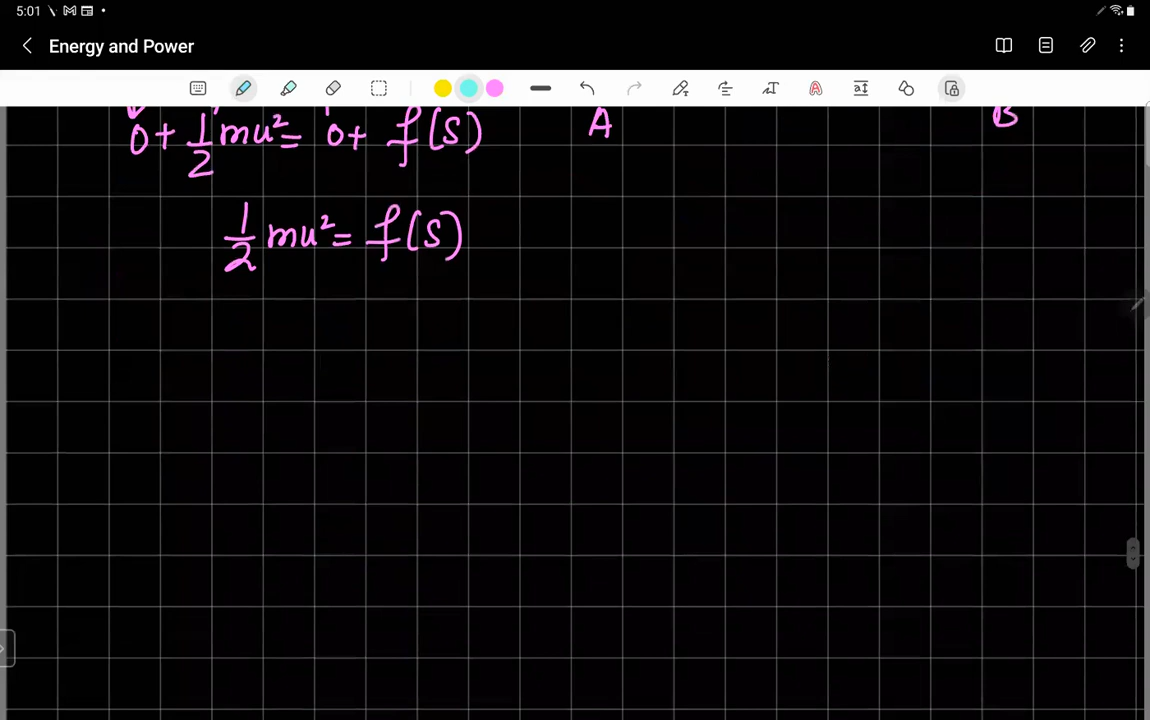 5:01
Energy and Power
0 + 1/2 mu² = 0 + f(S)
A
B
1/2 mu² = f(S)